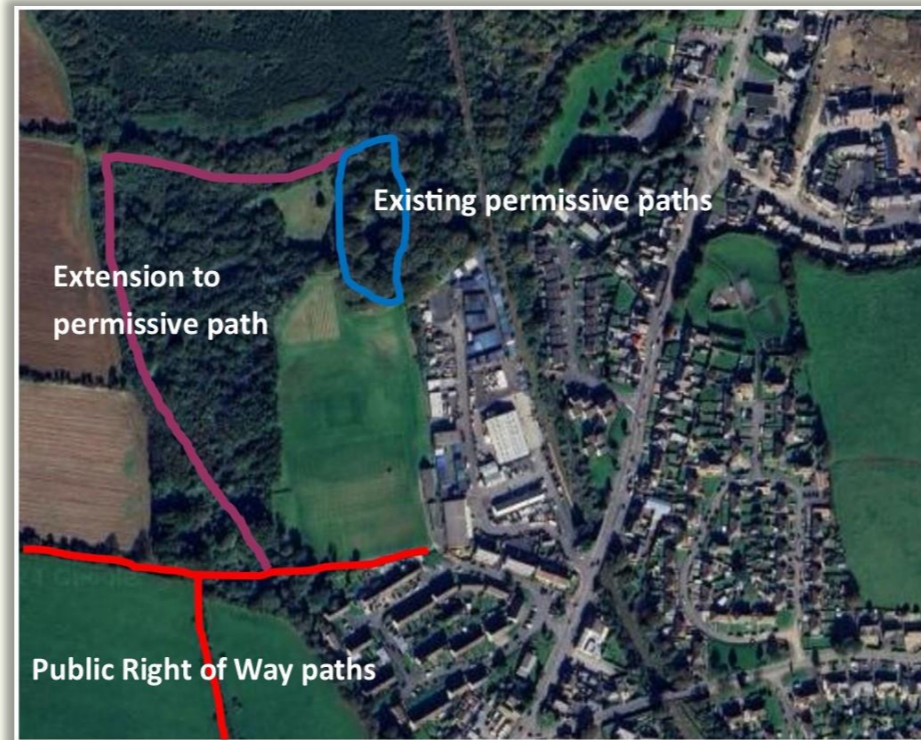 Existing permissive paths
Extension to
permissive path
Public Right of Way paths